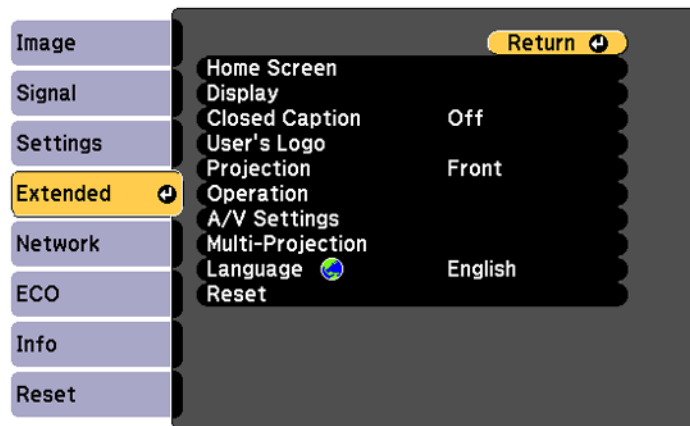 Image
Signal
Settings
Extended
Network
ECO
Info
Reset
Return
Home Screen
Display
Closed Caption Off
User's Logo
Projection Front
Operation
A/V Settings
Multi-Projection
Language English
Reset